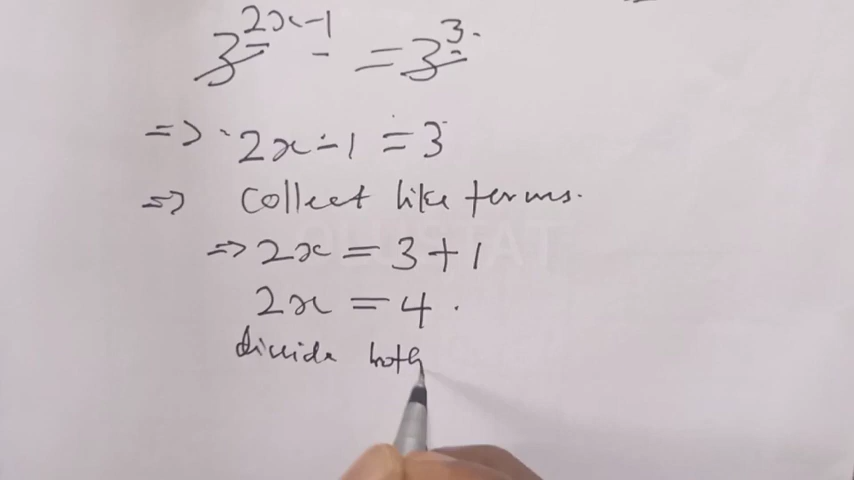 3^{2x-1} = 3^3
=> 2x-1 = 3
=> collect like terms.
=> 2x = 3+1
2x = 4.
divide both